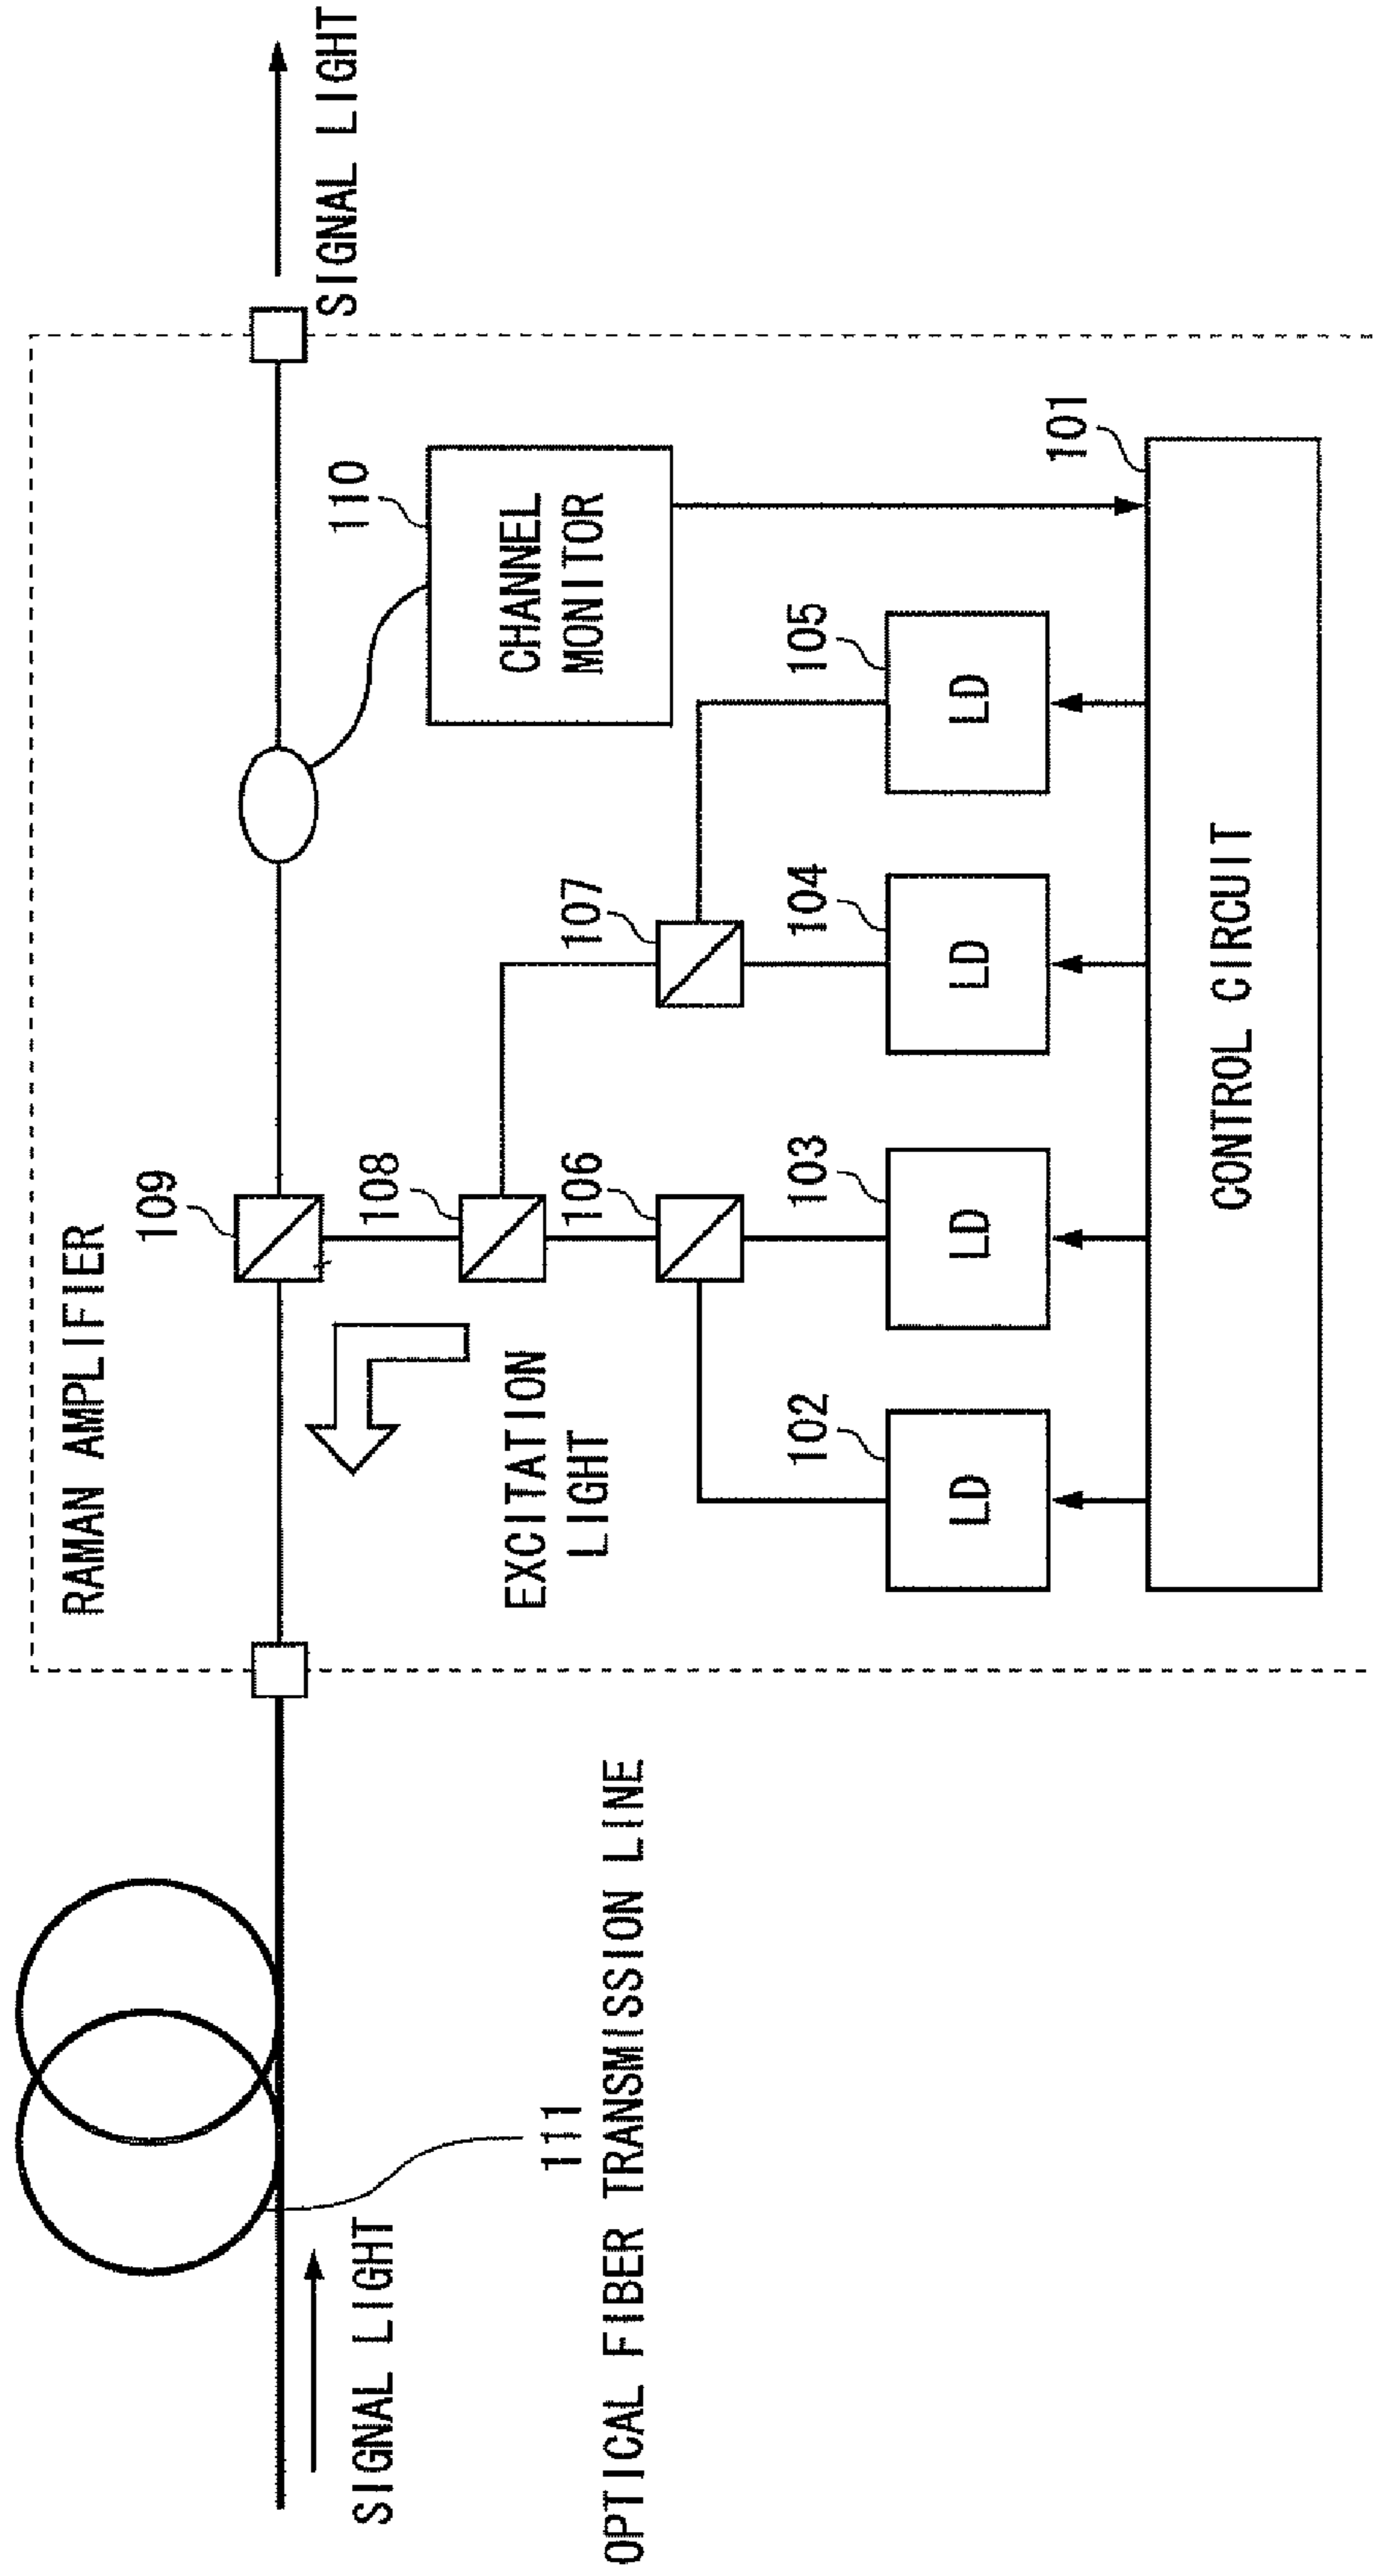 RAMAN AMPLIFIER
109
108
106
107
110
CHANNEL
MONITOR
SIGNAL LIGHT
EXCITATION
LIGHT
102
LD
103
LD
104
LD
105
LD
101
CONTROL CIRCUIT
SIGNAL LIGHT
111
OPTICAL FIBER TRANSMISSION LINE